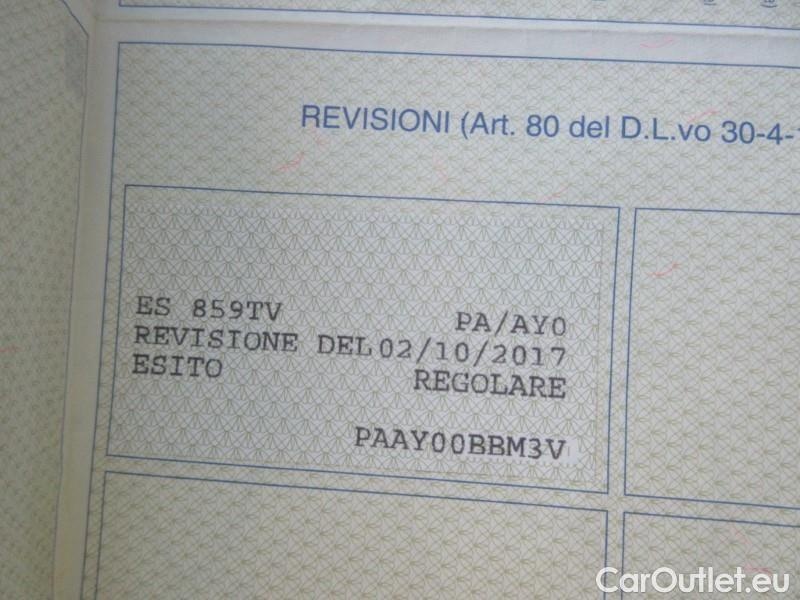 REVISIONI (Art. 80 del D.L.vo 30-4-
ES 859TV PA/AY0
REVISIONE DEL 02/10/2017
ESITO REGOLARE
PAAY00BBM3V
CarOutlet.eu